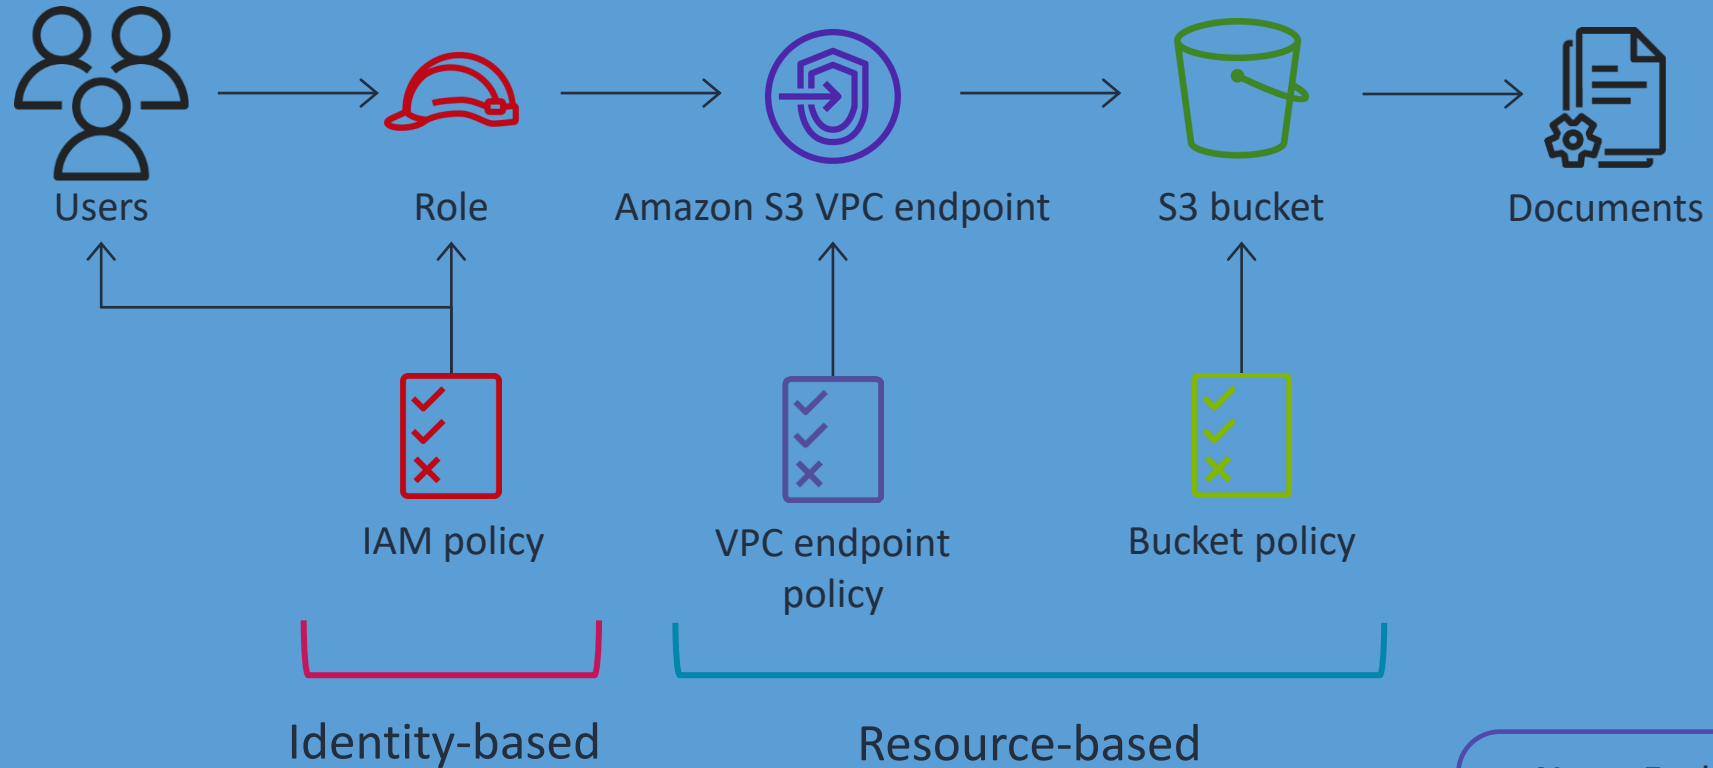 Users
Role
Amazon S3 VPC endpoint
S3 bucket
Documents
IAM policy
VPC endpoint
policy
Bucket policy
Identity-based
Resource-based